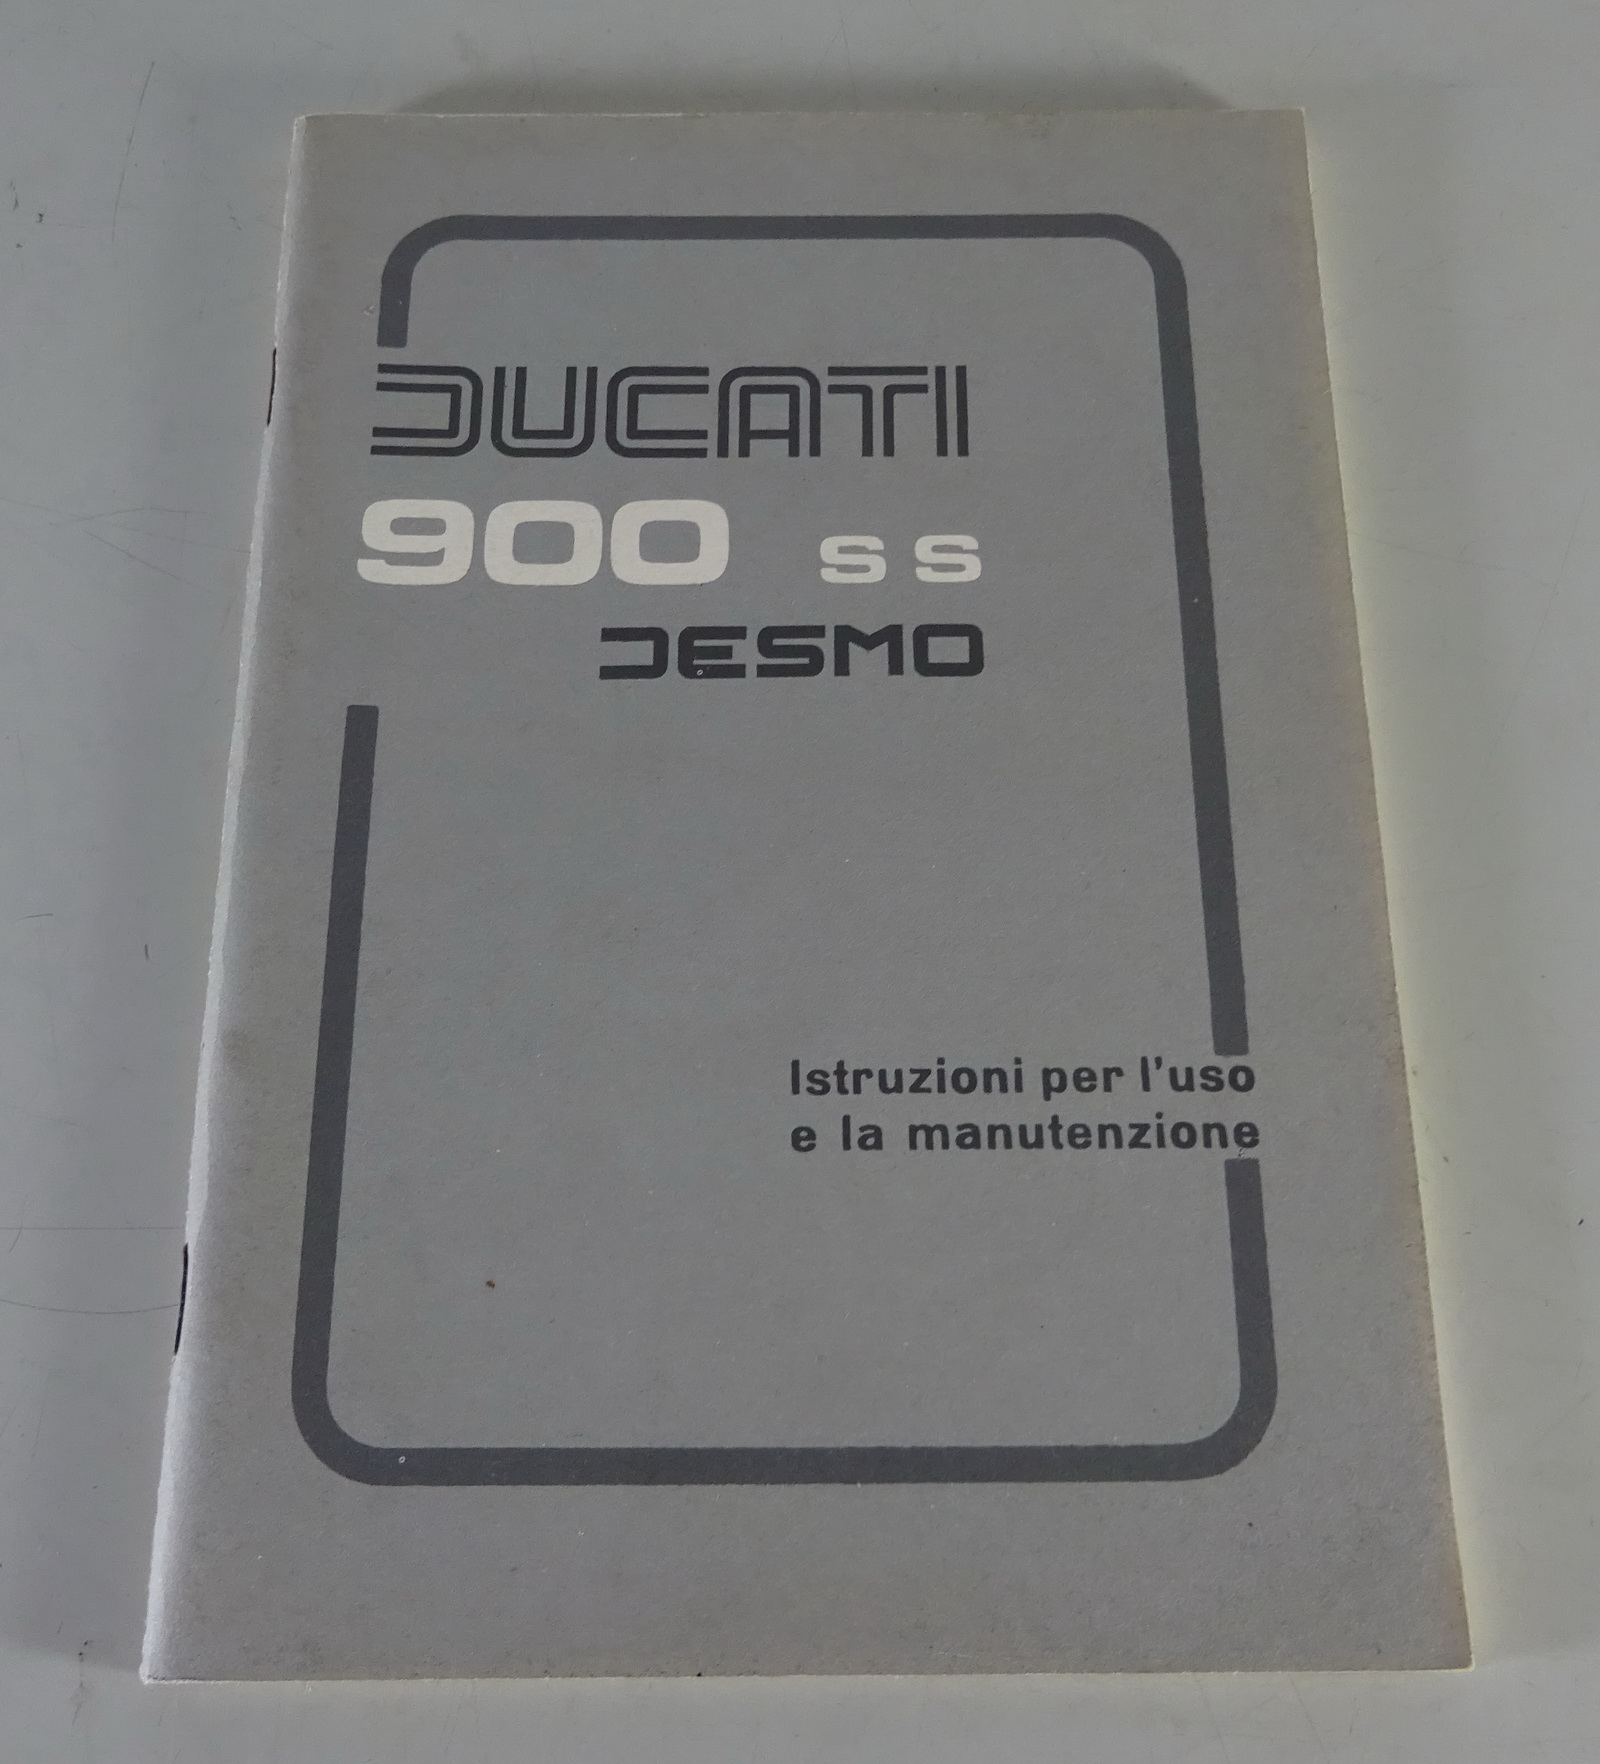 DUCATI
900 SS
DESMO
Istruzioni per l'uso
e la manutenzione